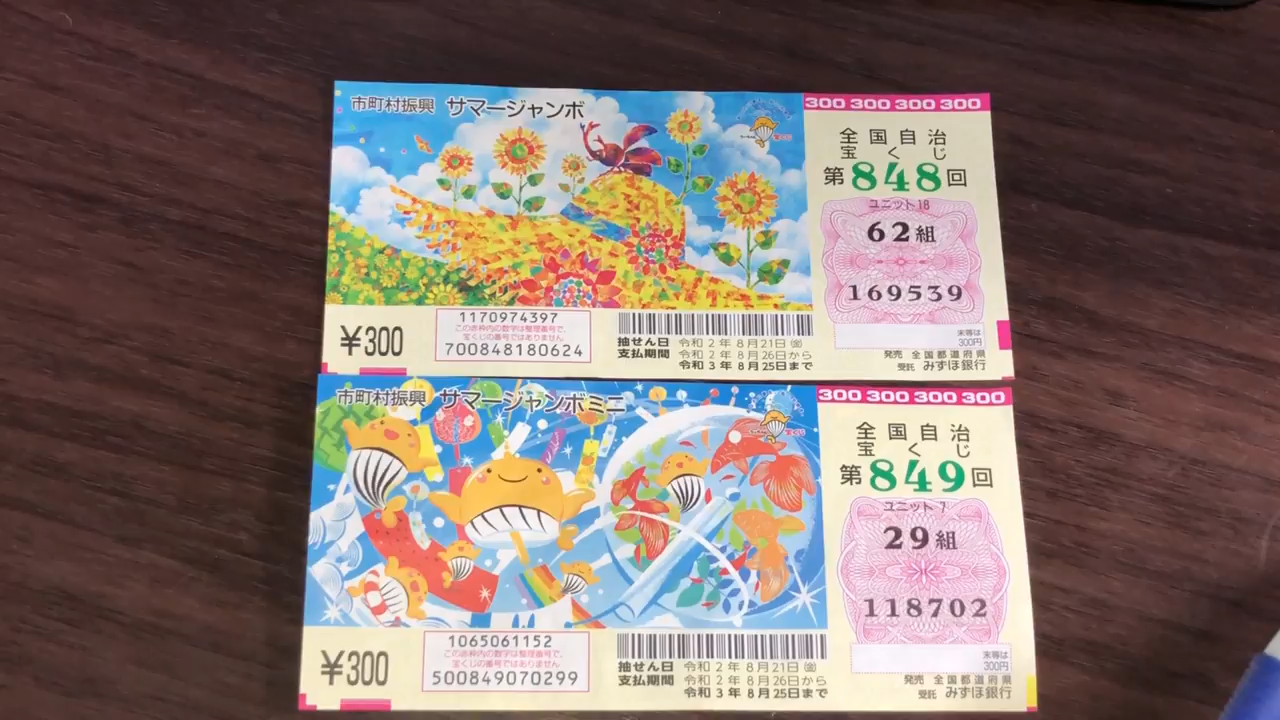 市町村振興 サマージャンボ
300 300 300 300
全国自治
宝くじ
第848回
ユニット18
62組
169539
末等は
300円
発売 全国都道府県
受託 みずほ銀行
¥300
1170974397
この赤枠内の数字は整理番号で、
宝くじの番号ではありません
700848180624
抽せん日 令和2年8月21日(金)
支払期間 令和2年8月26日から
令和3年8月25日まで
市町村振興 サマージャンボミニ
300 300 300 300
全国自治
宝くじ
第849回
ユニット7
29組
118702
末等は
300円
発売 全国都道府県
受託 みずほ銀行
¥300
1065061152
この赤枠内の数字は整理番号で、
宝くじの番号ではありません
500849070299
抽せん日 令和2年8月21日(金)
支払期間 令和2年8月26日から
令和3年8月25日まで